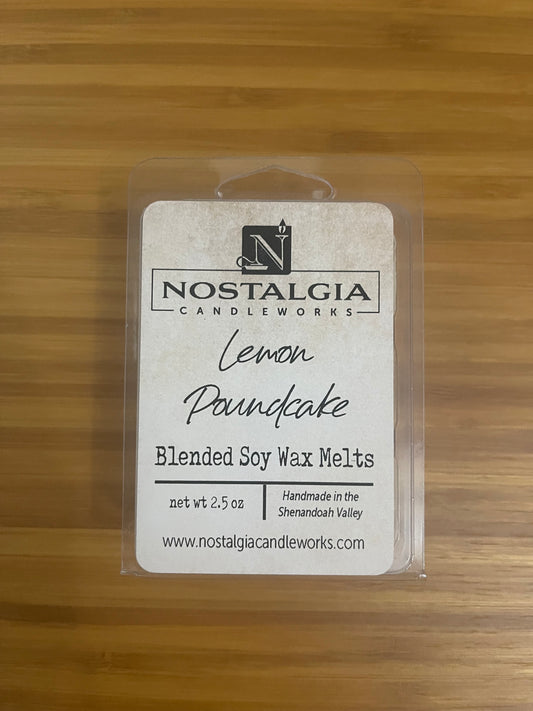 N
NOSTALGIA
CANDLEWORKS
Lemon
Poundcake
Blended Soy Wax Melts
net wt 2.5 oz
Handmade in the
Shenandoah Valley
www.nostalgiacandleworks.com